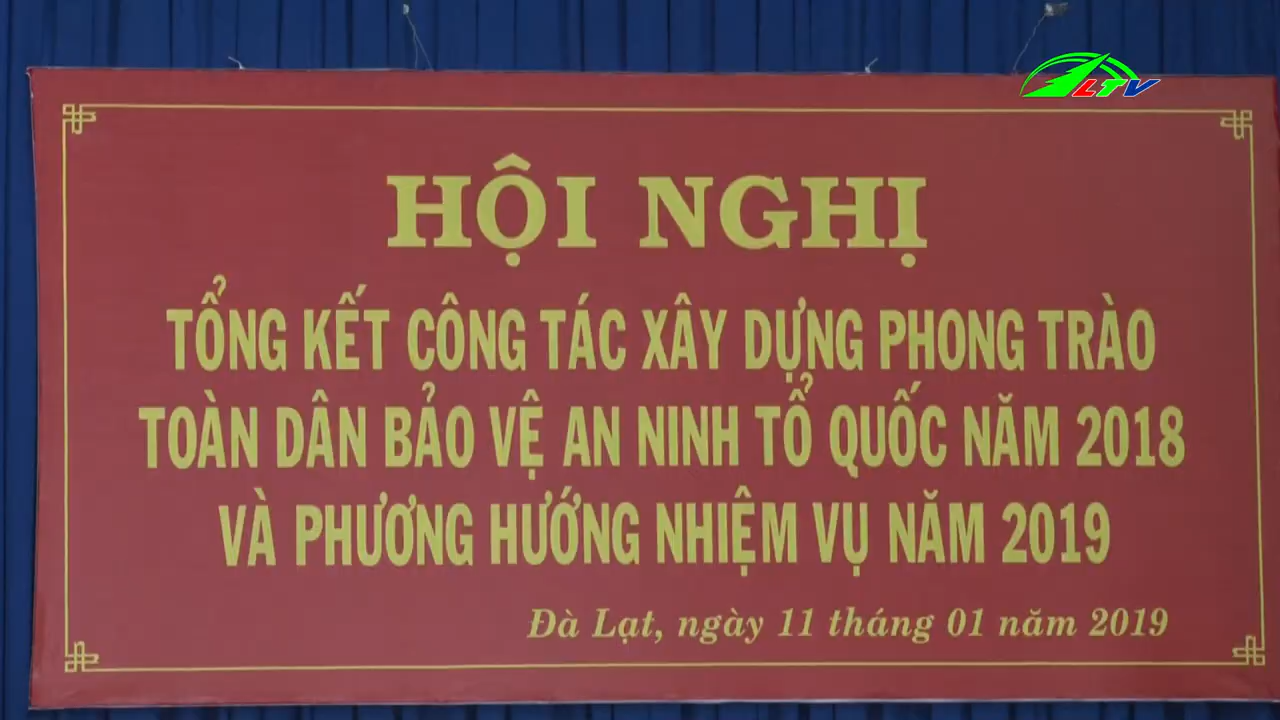 LTV
HỘI NGHỊ
TỔNG KẾT CÔNG TÁC XÂY DỰNG PHONG TRÀO
TOÀN DÂN BẢO VỆ AN NINH TỔ QUỐC NĂM 2018
VÀ PHƯƠNG HƯỚNG NHIỆM VỤ NĂM 2019
Đà Lạt, ngày 11 tháng 01 năm 2019